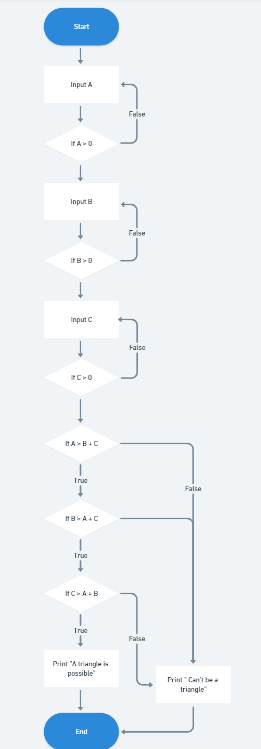 Start
Input A
False
If A > 0
Input B
False
If B > 0
Input C
False
If C > 0
If A > B + C
False
True
If B > A + C
True
If C > A + B
True
False
Print "A triangle is
possible"
Print " Can't be a
triangle"
End